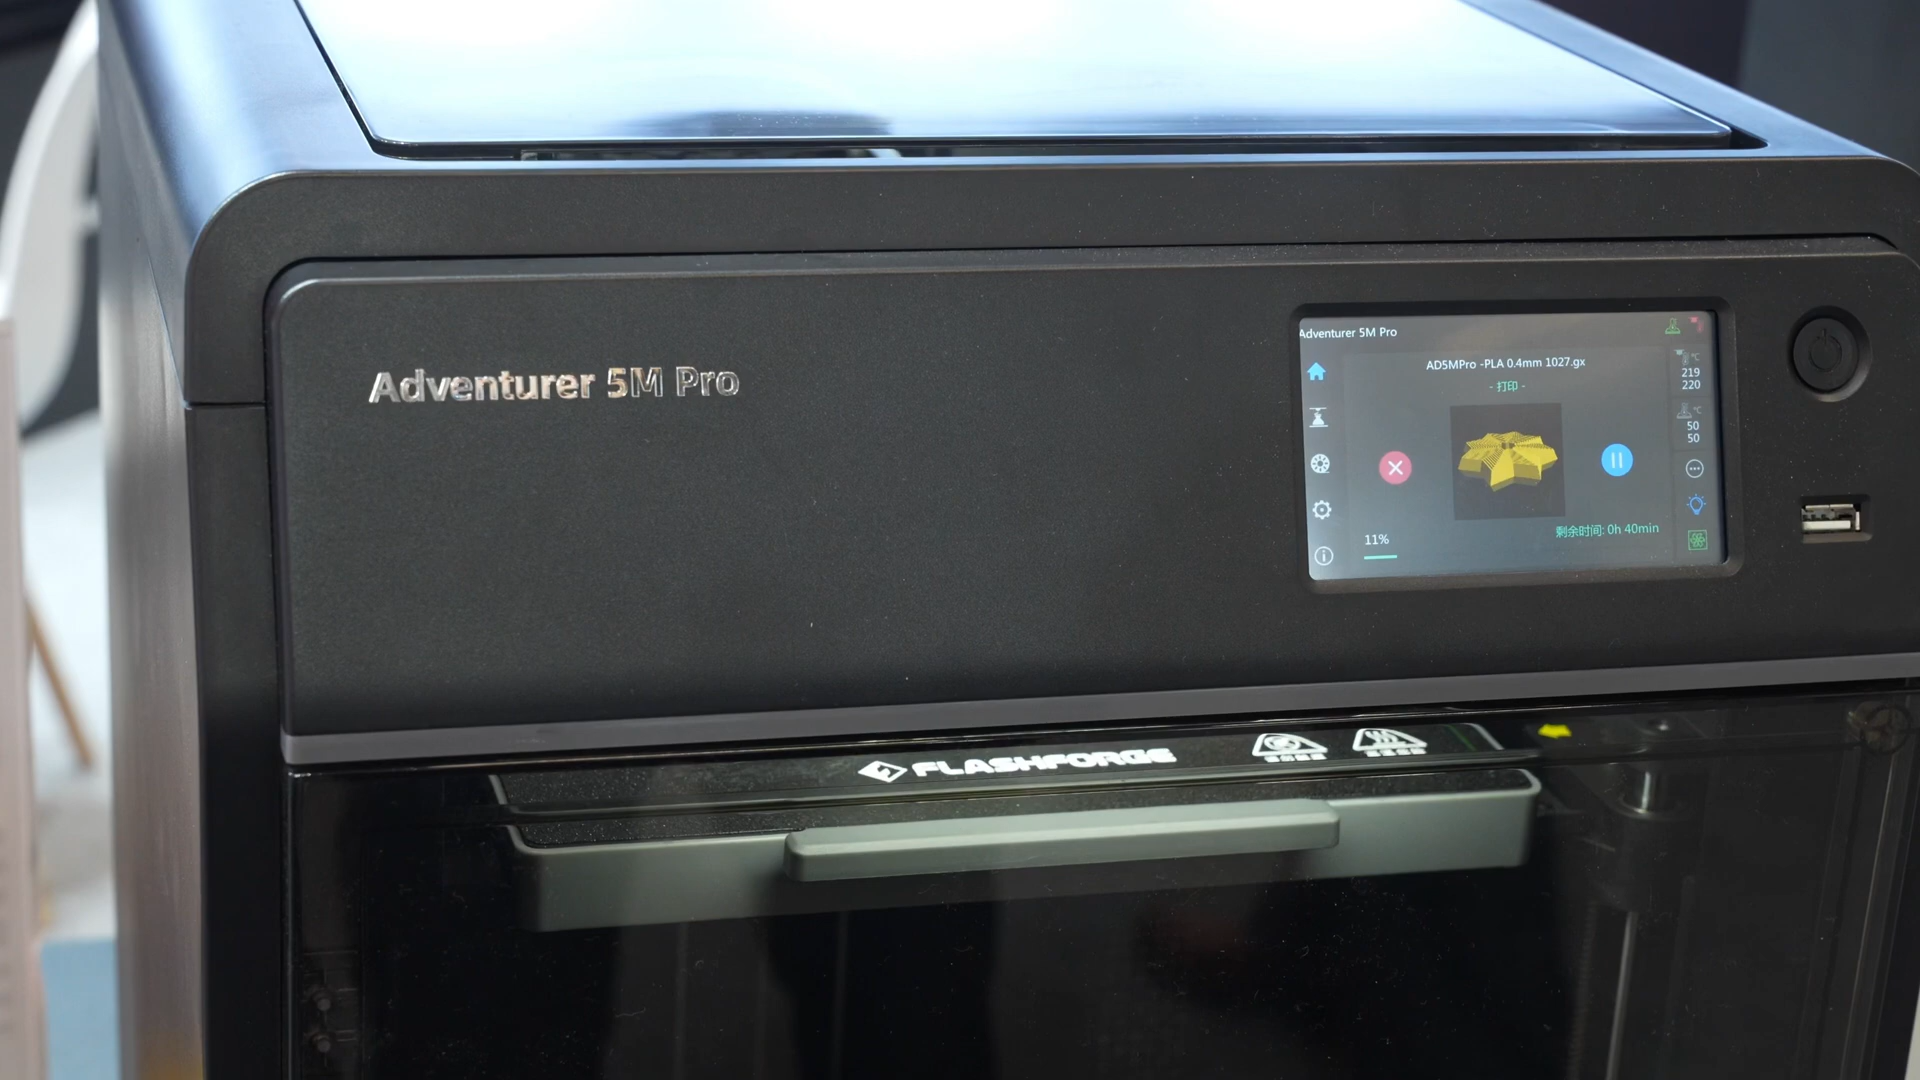 Adventurer 5M Pro
Adventurer 5M Pro
AD5MPro -PLA 0.4mm 1027.gx
- 打印 -
℃
219
220
℃
50
50
11%
剩余时间: 0h 40min
FLASHFORGE